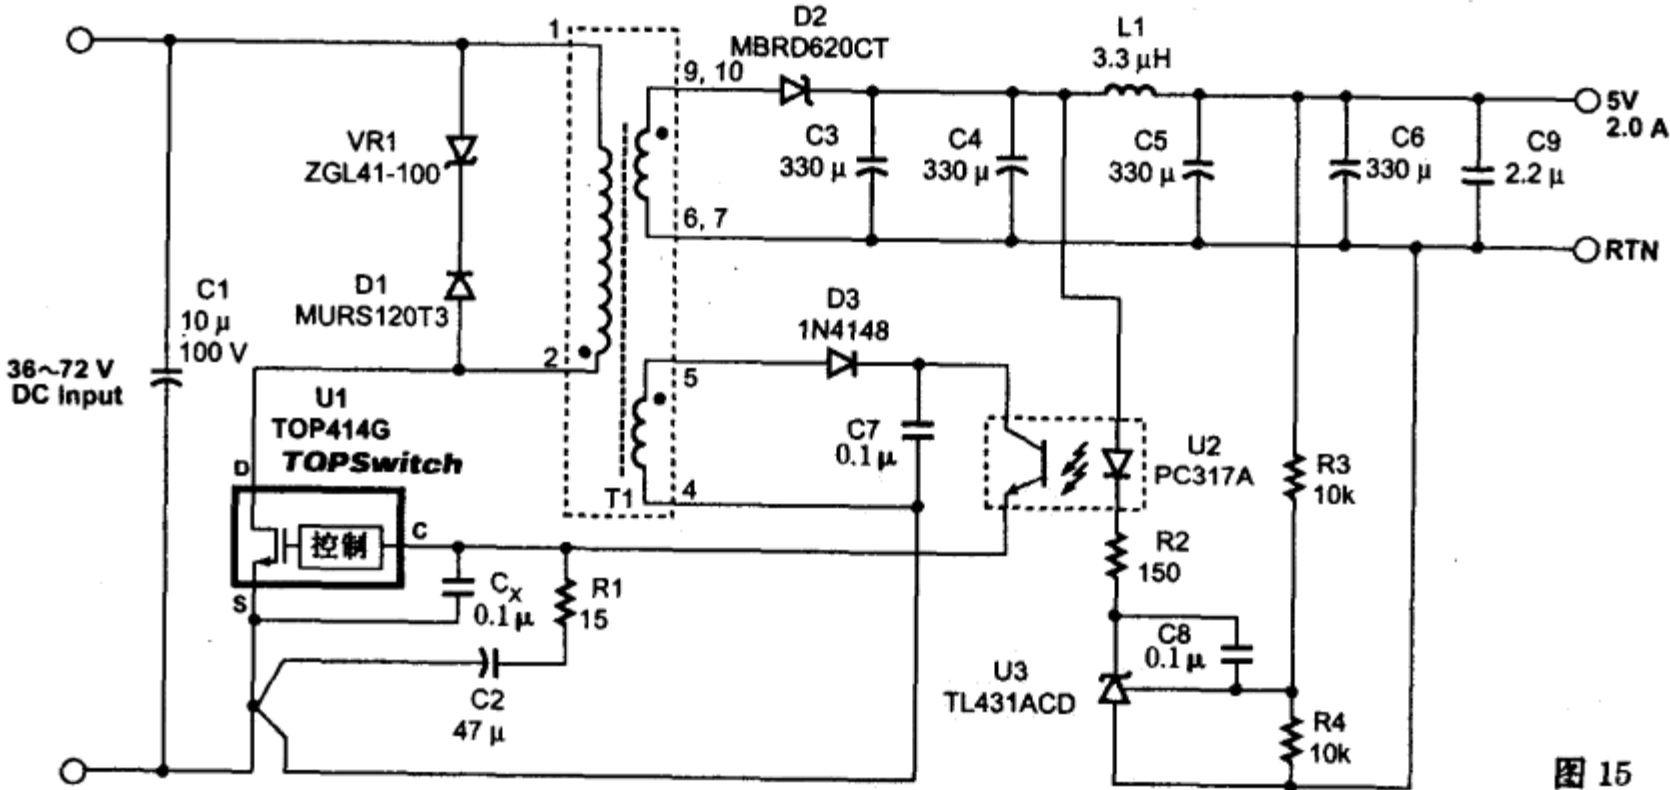 D2
MBRD620CT
L1
3.3 μH
1
9, 10
5V
2.0 A
VR1
ZGL41-100
C3
330 μ
C4
330 μ
C5
330 μ
C6
330 μ
C9
2.2 μ
6, 7
RTN
D1
MURS120T3
C1
10 μ
100 V
D3
1N4148
36~72 V
DC Input
2
5
U1
TOP414G
TOPSwitch
C7
0.1 μ
U2
PC317A
R3
10k
D
T1
4
控制
C
S
CX
0.1 μ
R1
15
R2
150
C2
47 μ
C8
0.1 μ
U3
TL431ACD
R4
10k
图 15